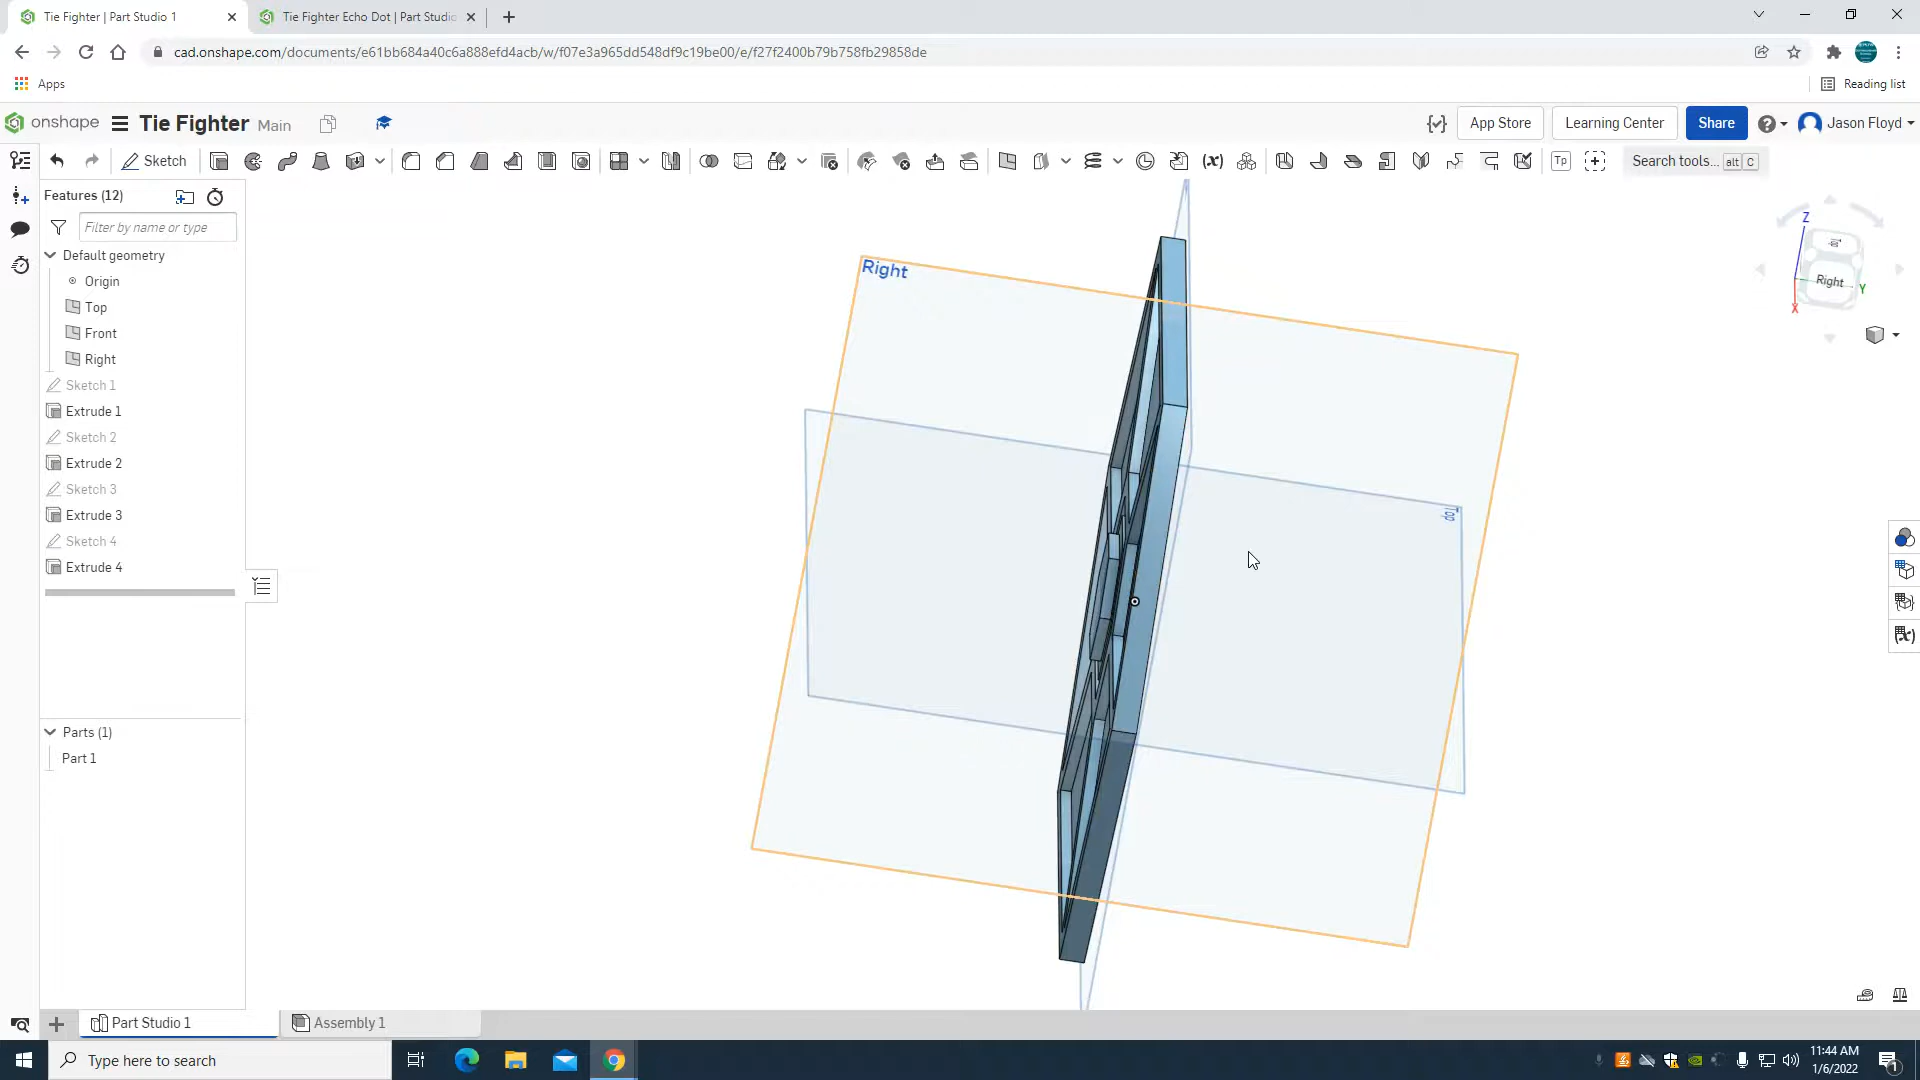 Tie Fighter | Part Studio 1
Tie Fighter Echo Dot | Part Studio
cad.onshape.com/documents/e61bb684a40c6a888efd4acb/w/f07e3a965dd548df9c19be00/e/f27f2400b79b758fb29858de
Apps
Reading list
onshape
Tie Fighter
Main
App Store
Learning Center
Share
Jason Floyd
Sketch
Tp
Search tools... alt C
Features (12)
Filter by name or type
Default geometry
Origin
Top
Front
Right
Sketch 1
Extrude 1
Sketch 2
Extrude 2
Sketch 3
Extrude 3
Sketch 4
Extrude 4
Parts (1)
Part 1
Right
Top
Z
Right
Y
X
Part Studio 1
Assembly 1
Type here to search
11:44 AM
1/6/2022
1